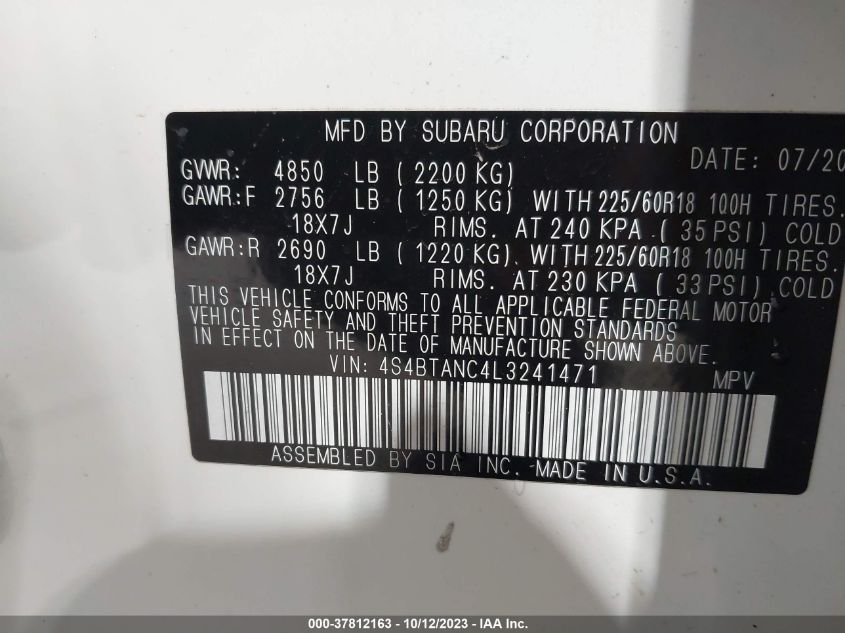 MFD BY SUBARU CORPORATION
DATE: 07/20
GVWR: 4850 LB ( 2200 KG)
GAWR:F 2756 LB ( 1250 KG) WITH 225/60R18 100H TIRES.
18X7J RIMS. AT 240 KPA ( 35 PSI) COLD
GAWR:R 2690 LB ( 1220 KG) WITH 225/60R18 100H TIRES.
18X7J RIMS. AT 230 KPA ( 33 PSI) COLD
THIS VEHICLE CONFORMS TO ALL APPLICABLE FEDERAL MOTOR
VEHICLE SAFETY AND THEFT PREVENTION STANDARDS
IN EFFECT ON THE DATE OF MANUFACTURE SHOWN ABOVE.
VIN: 4S4BTANC4L3241471 MPV
ASSEMBLED BY SIA INC. MADE IN U.S.A.
000-37812163 - 10/12/2023 - IAA Inc.